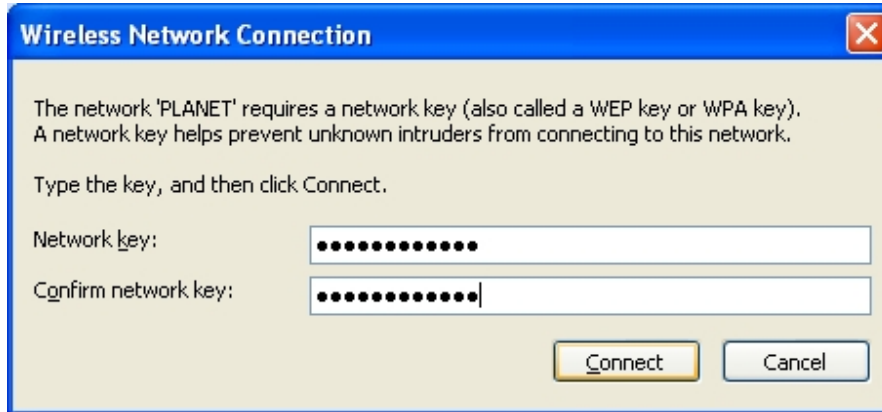 Wireless Network Connection
The network 'PLANET' requires a network key (also called a WEP key or WPA key).
A network key helps prevent unknown intruders from connecting to this network.
Type the key, and then click Connect.
Network key: ●●●●●●●●●●●●
Confirm network key: ●●●●●●●●●●●●
Connect Cancel